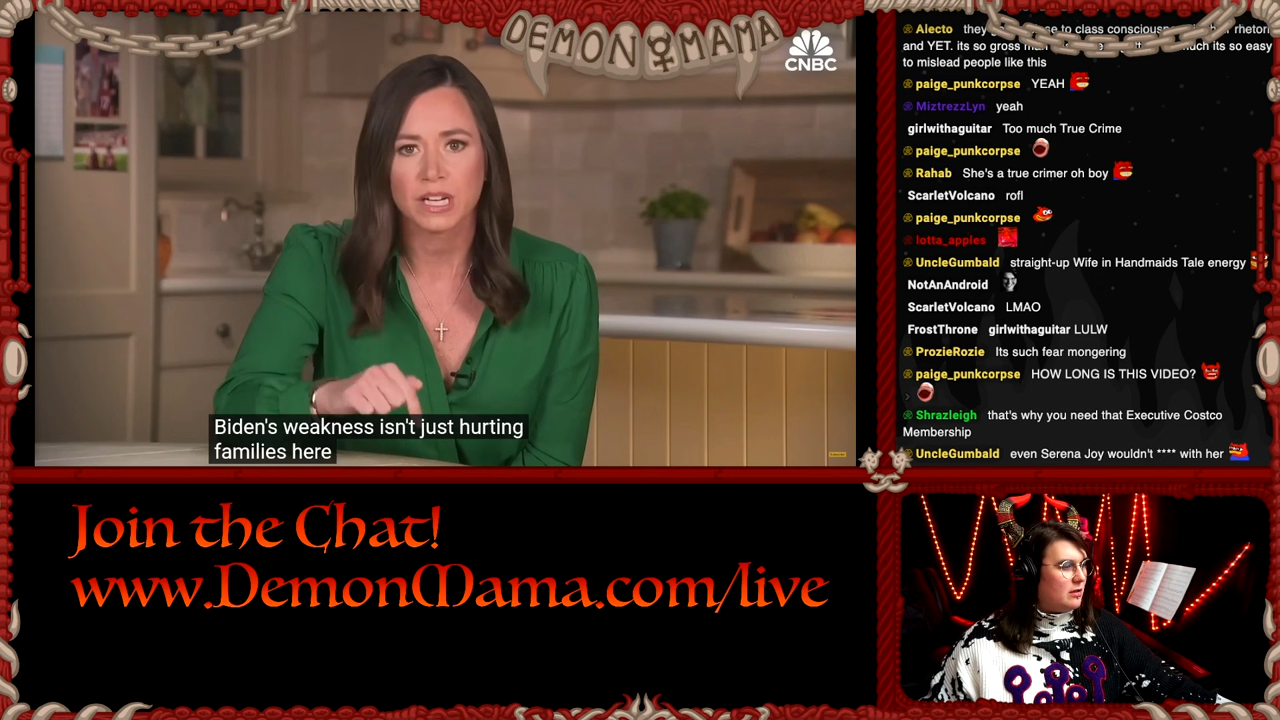 DEMON MAMA
CNBC
Biden's weakness isn't just hurting
families here
Join the Chat!
www.DemonMama.com/live
Alecto they
and YET. its so gross
to mislead people like this
paige_punkcorpse YEAH
MiztrezzLyn yeah
girlwithaguitar Too much True Crime
paige_punkcorpse
Rahab She's a true crimer oh boy
ScarletVolcano rofl
paige_punkcorpse
lotta_apples
UncleGumbald straight-up Wife in Handmaids Tale energy
NotAnAndroid
ScarletVolcano LMAO
FrostThrone girlwithaguitar LULW
ProzieRozie Its such fear mongering
paige_punkcorpse HOW LONG IS THIS VIDEO?
Shrazleigh that's why you need that Executive Costco
Membership
UncleGumbald even Serena Joy wouldn't **** with her